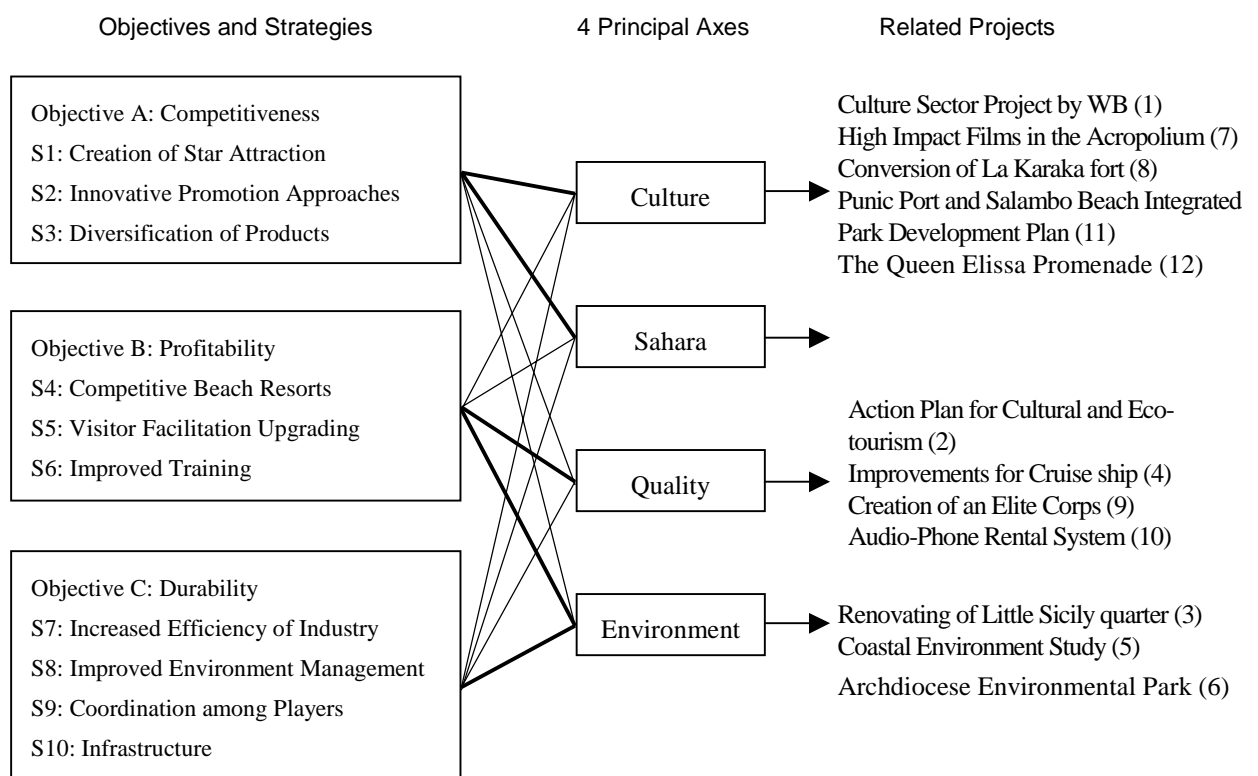 Objectives and Strategies
4 Principal Axes
Related Projects
Objective A: Competitiveness
S1: Creation of Star Attraction
S2: Innovative Promotion Approaches
S3: Diversification of Products
Objective B: Profitability
S4: Competitive Beach Resorts
S5: Visitor Facilitation Upgrading
S6: Improved Training
Objective C: Durability
S7: Increased Efficiency of Industry
S8: Improved Environment Management
S9: Coordination among Players
S10: Infrastructure
Culture
Sahara
Quality
Environment
Culture Sector Project by WB (1)
High Impact Films in the Acropolium (7)
Conversion of La Karaka fort (8)
Punic Port and Salambo Beach Integrated
Park Development Plan (11)
The Queen Elissa Promenade (12)
Action Plan for Cultural and Eco-
tourism (2)
Improvements for Cruise ship (4)
Creation of an Elite Corps (9)
Audio-Phone Rental System (10)
Renovating of Little Sicily quarter (3)
Coastal Environment Study (5)
Archdiocese Environmental Park (6)